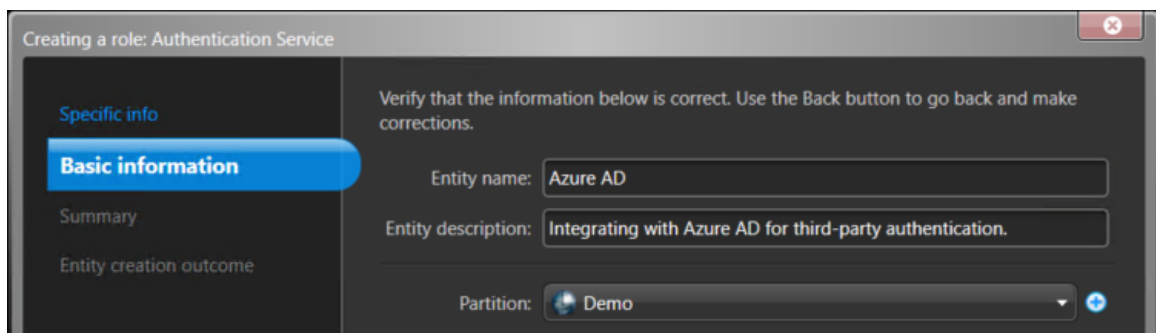 Creating a role: Authentication Service
Specific info
Basic information
Summary
Entity creation outcome
Verify that the information below is correct. Use the Back button to go back and make
corrections.
Entity name: Azure AD
Entity description: Integrating with Azure AD for third-party authentication.
Partition: Demo